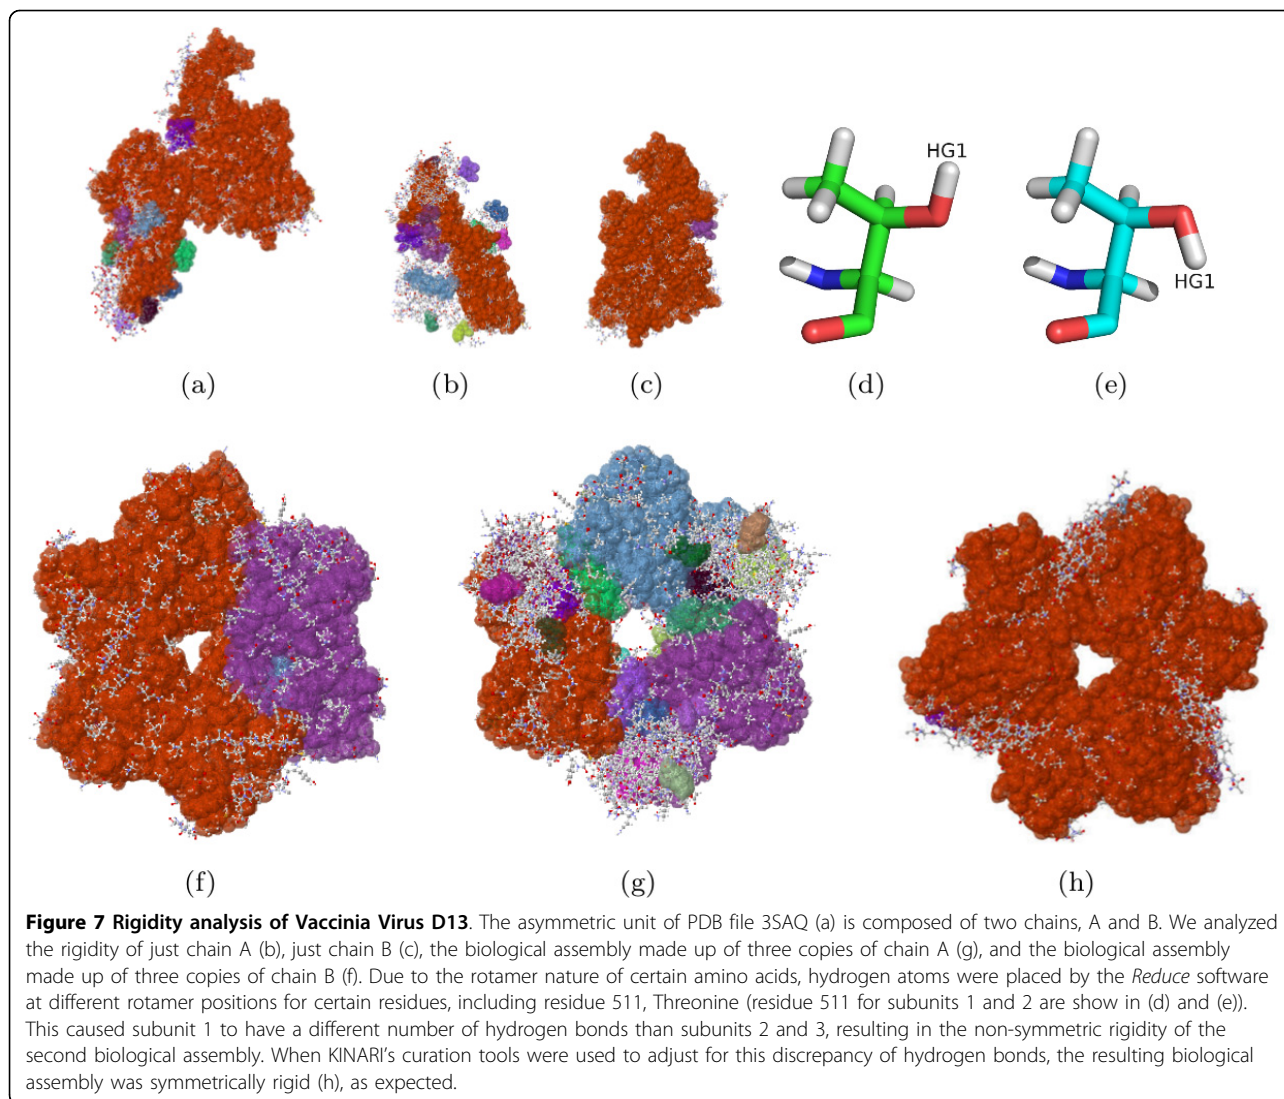 HG1
HG1
(a)
(b)
(c)
(d)
(e)
(f)
(g)
(h)
Figure 7 Rigidity analysis of Vaccinia Virus D13. The asymmetric unit of PDB file 3SAQ (a) is composed of two chains, A and B. We analyzed
the rigidity of just chain A (b), just chain B (c), the biological assembly made up of three copies of chain A (g), and the biological assembly
made up of three copies of chain B (f). Due to the rotamer nature of certain amino acids, hydrogen atoms were placed by the Reduce software
at different rotamer positions for certain residues, including residue 511, Threonine (residue 511 for subunits 1 and 2 are show in (d) and (e)).
This caused subunit 1 to have a different number of hydrogen bonds than subunits 2 and 3, resulting in the non-symmetric rigidity of the
second biological assembly. When KINARI's curation tools were used to adjust for this discrepancy of hydrogen bonds, the resulting biological
assembly was symmetrically rigid (h), as expected.